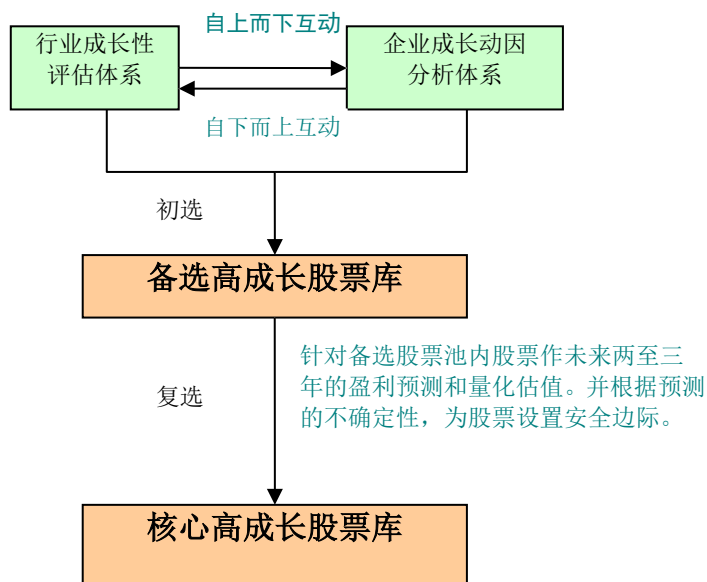 自上而下互动
行业成长性
评估体系
企业成长动因
分析体系
自下而上互动
初选
备选高成长股票库
针对备选股票池内股票作未来两至三
年的盈利预测和量化估值。并根据预测
的不确定性，为股票设置安全边际。
复选
核心高成长股票库